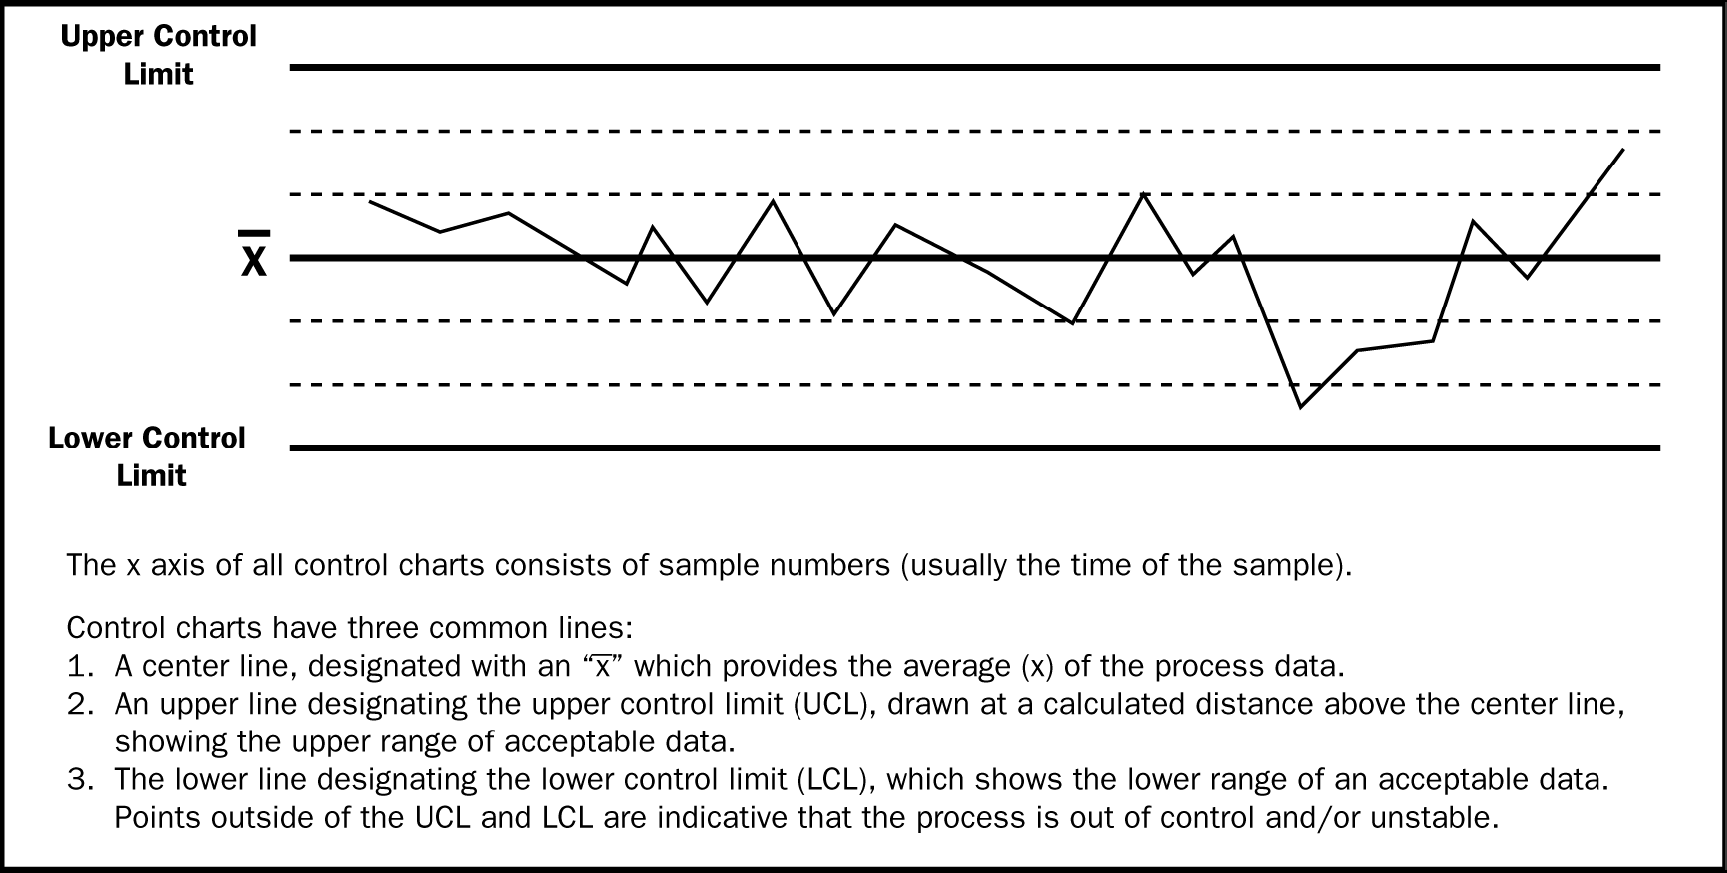 Upper Control
Limit
X̅
Lower Control
Limit
The x axis of all control charts consists of sample numbers (usually the time of the sample).
Control charts have three common lines:
1. A center line, designated with an “x̅” which provides the average (x) of the process data.
2. An upper line designating the upper control limit (UCL), drawn at a calculated distance above the center line,
showing the upper range of acceptable data.
3. The lower line designating the lower control limit (LCL), which shows the lower range of an acceptable data.
Points outside of the UCL and LCL are indicative that the process is out of control and/or unstable.